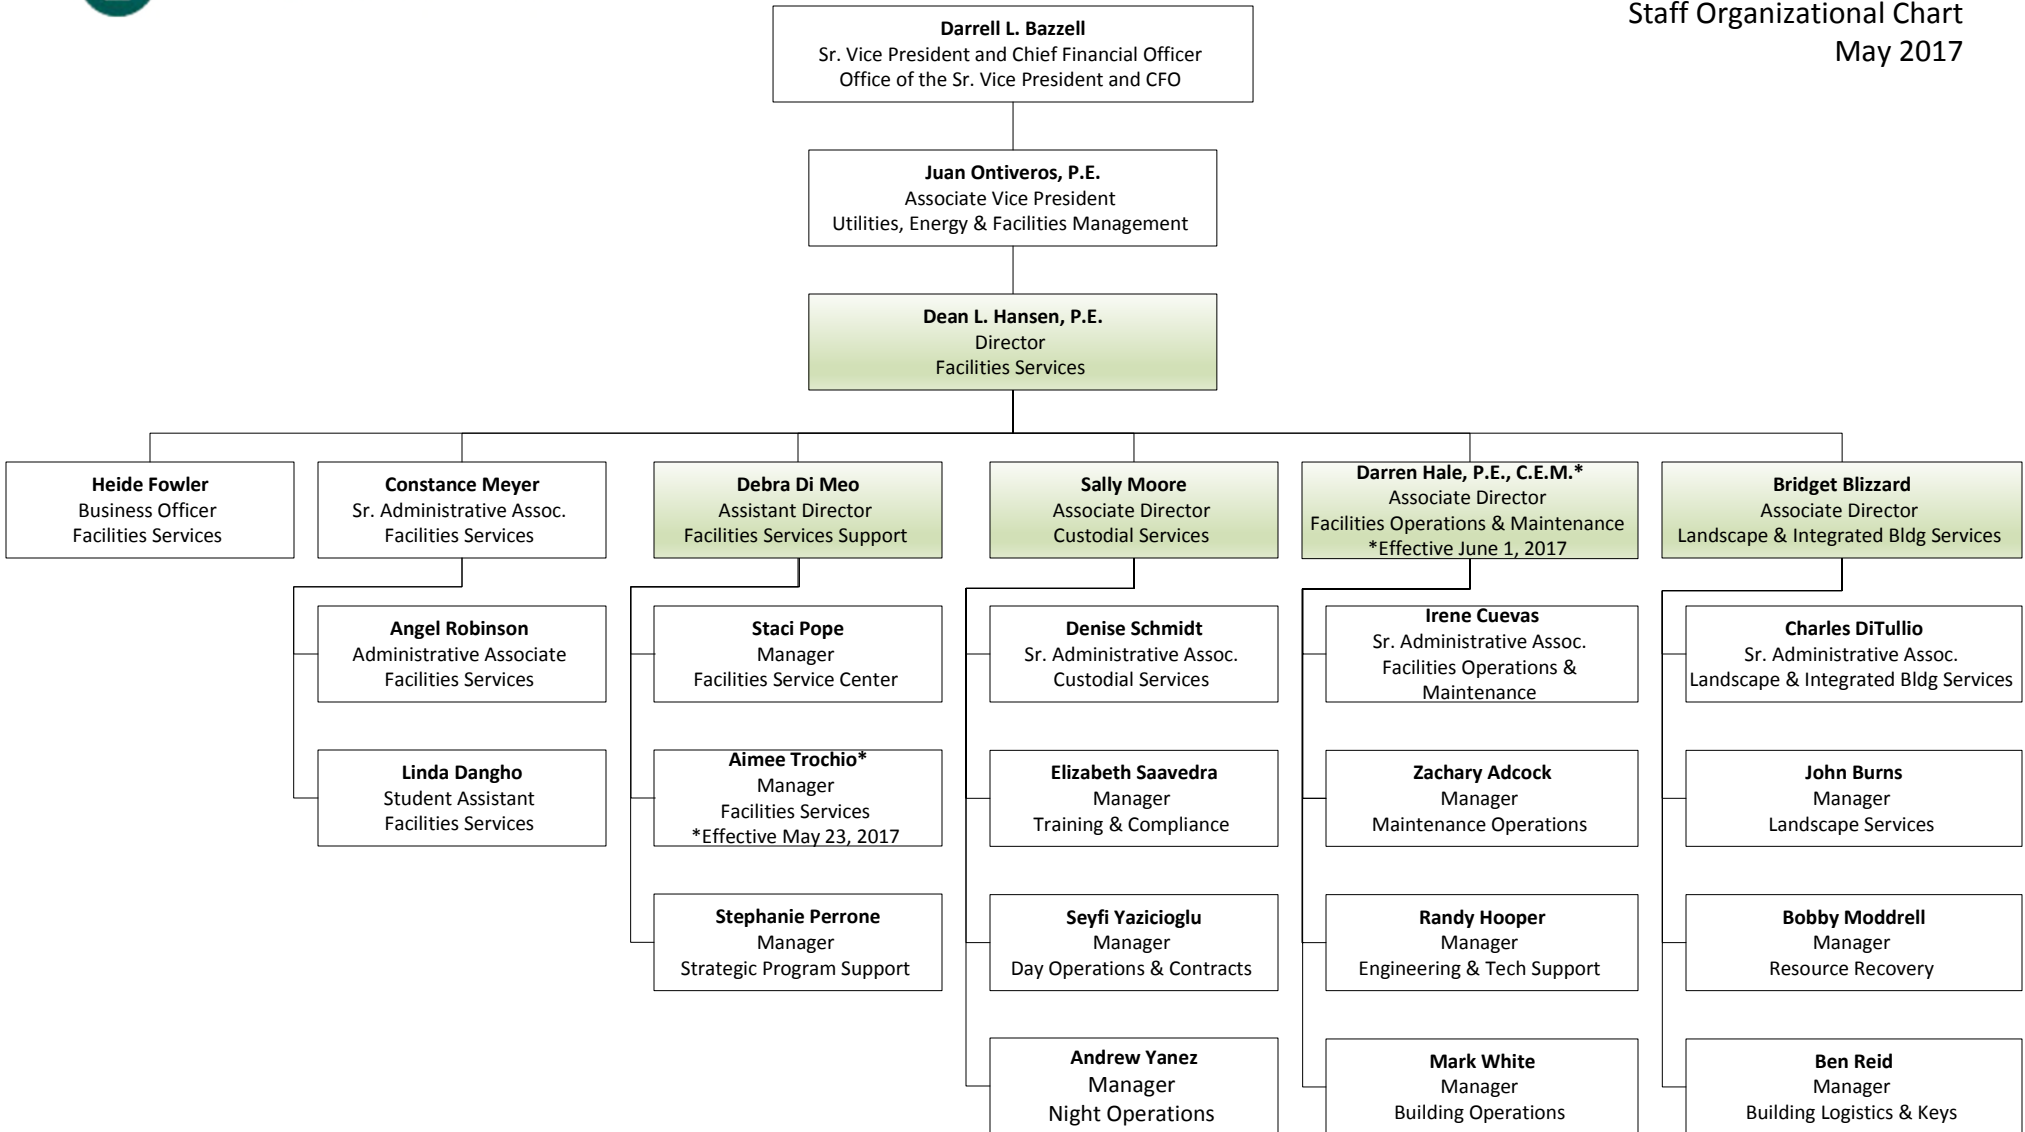 Staff Organizational Chart
May 2017
Darrell L. Bazzell
Sr. Vice President and Chief Financial Officer
Office of the Sr. Vice President and CFO
Juan Ontiveros, P.E.
Associate Vice President
Utilities, Energy & Facilities Management
Dean L. Hansen, P.E.
Director
Facilities Services
Heide Fowler
Business Officer
Facilities Services
Constance Meyer
Sr. Administrative Assoc.
Facilities Services
Debra Di Meo
Assistant Director
Facilities Services Support
Sally Moore
Associate Director
Custodial Services
Darren Hale, P.E., C.E.M.*
Associate Director
Facilities Operations & Maintenance
*Effective June 1, 2017
Bridget Blizzard
Associate Director
Landscape & Integrated Bldg Services
Angel Robinson
Administrative Associate
Facilities Services
Staci Pope
Manager
Facilities Service Center
Denise Schmidt
Sr. Administrative Assoc.
Custodial Services
Irene Cuevas
Sr. Administrative Assoc.
Facilities Operations &
Maintenance
Charles DiTullio
Sr. Administrative Assoc.
Landscape & Integrated Bldg Services
Linda Dangho
Student Assistant
Facilities Services
Aimee Trochio*
Manager
Facilities Services
*Effective May 23, 2017
Elizabeth Saavedra
Manager
Training & Compliance
Zachary Adcock
Manager
Maintenance Operations
John Burns
Manager
Landscape Services
Stephanie Perrone
Manager
Strategic Program Support
Seyfi Yazicioglu
Manager
Day Operations & Contracts
Randy Hooper
Manager
Engineering & Tech Support
Bobby Moddrell
Manager
Resource Recovery
Andrew Yanez
Manager
Night Operations
Mark White
Manager
Building Operations
Ben Reid
Manager
Building Logistics & Keys